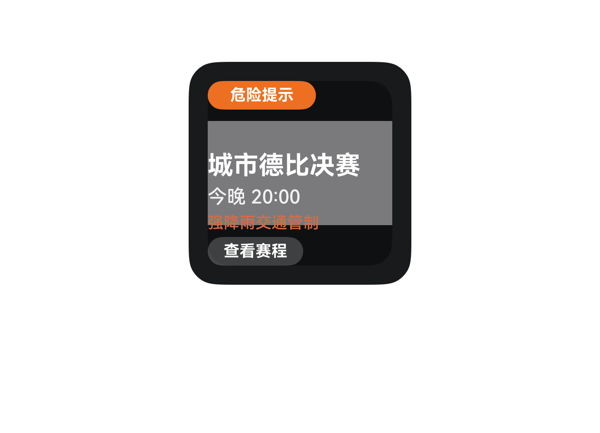 危险提示
城市德比决赛
今晚 20:00
强降雨交通管制
查看赛程